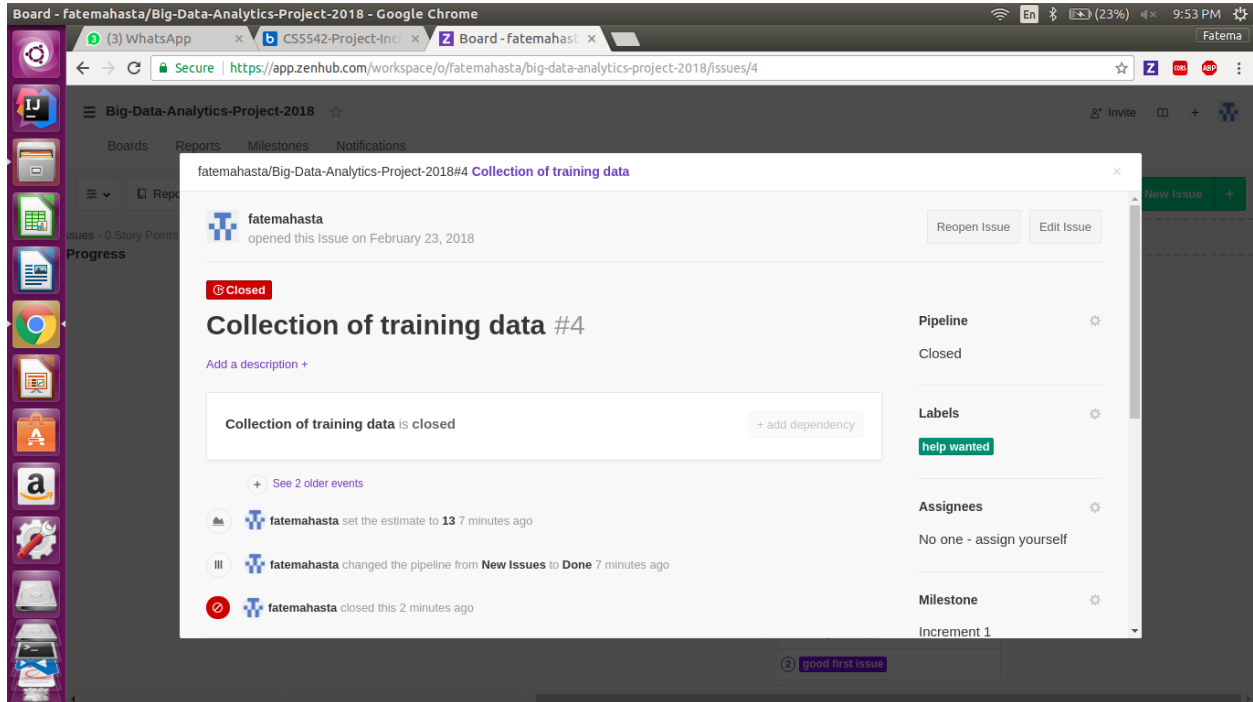 Board - fatemahasta/Big-Data-Analytics-Project-2018 - Google Chrome
En (23%) 9:53 PM
(3) WhatsApp × CS5542-Project-Incr × Board - fatemahast ×
Fatema
Secure https://app.zenhub.com/workspace/o/fatemahasta/big-data-analytics-project-2018/issues/4
Big-Data-Analytics-Project-2018
Invite
Boards Reports Milestones Notifications
fatemahasta/Big-Data-Analytics-Project-2018#4 Collection of training data ×
Repo
New Issue +
fatemahasta
opened this Issue on February 23, 2018
Reopen Issue Edit Issue
ssues - 0 Story Points
Progress
Closed
Collection of training data #4
Add a description +
Collection of training data is closed
+ add dependency
See 2 older events
fatemahasta set the estimate to 13 7 minutes ago
fatemahasta changed the pipeline from New Issues to Done 7 minutes ago
fatemahasta closed this 2 minutes ago
Pipeline
Closed
Labels
help wanted
Assignees
No one - assign yourself
Milestone
Increment 1
2 good first issue